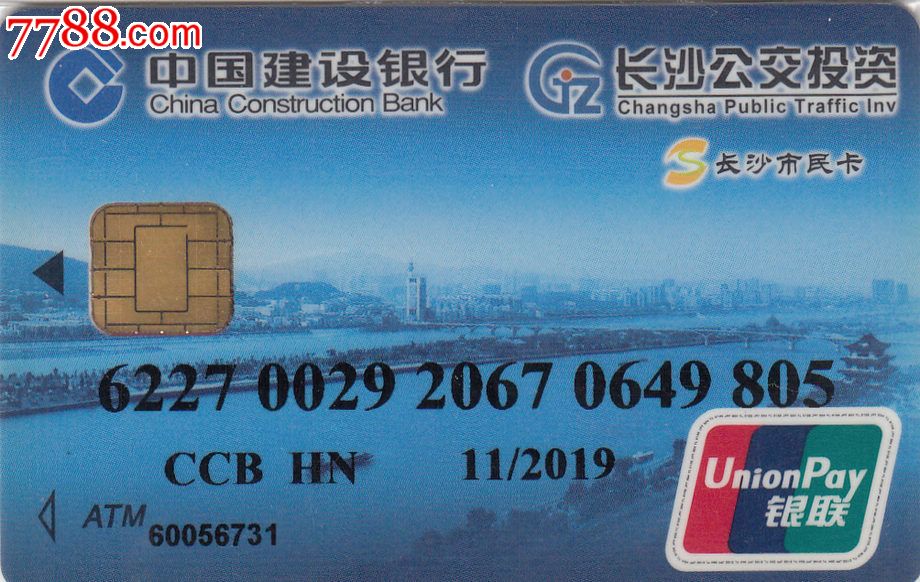 7788.com
中国建设银行
China Construction Bank
长沙公交投资
Changsha Public Traffic Inv
长沙市民卡
6227 0029 2067 0649 805
CCB HN 11/2019
ATM 60056731
UnionPay
银联